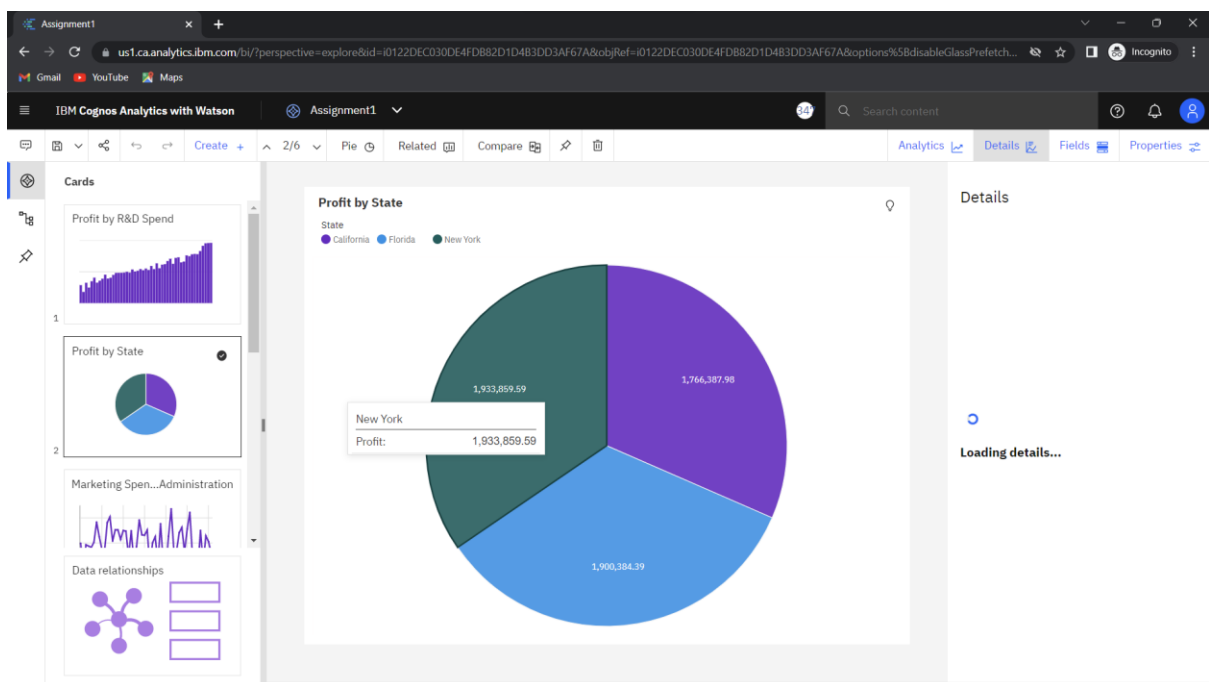 Assignment1
us1.ca.analytics.ibm.com/bi/?perspective=explore&id=i0122DEC030DE4FDB82D1D4B3DD3AF67A&objRef=i0122DEC030DE4FDB82D1D4B3DD3AF67A&options%5BdisableGlassPrefetch...
Incognito
Gmail YouTube Maps
IBM Cognos Analytics with Watson
Assignment1
34°
Search content
Create + 2/6 Pie Related Compare
Analytics Details Fields Properties
Cards
Profit by R&D Spend
1
Profit by State
2
Marketing Spen...Administration
Data relationships
Profit by State
State
California Florida New York
1,933,859.59
1,766,387.98
New York
Profit: 1,933,859.59
1,900,384.39
Details
Loading details...